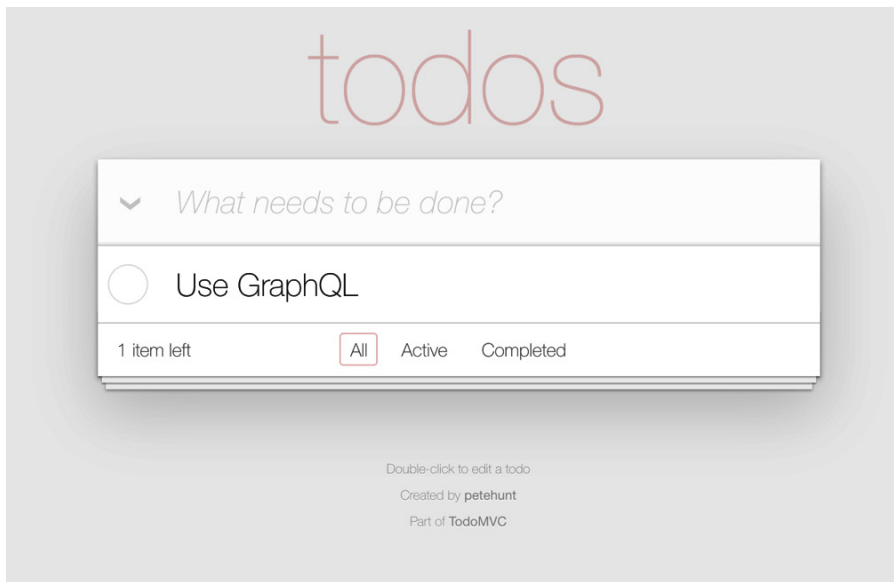 todos
What needs to be done?
Use GraphQL
1 item left All Active Completed
Double-click to edit a todo
Created by petehunt
Part of TodoMVC